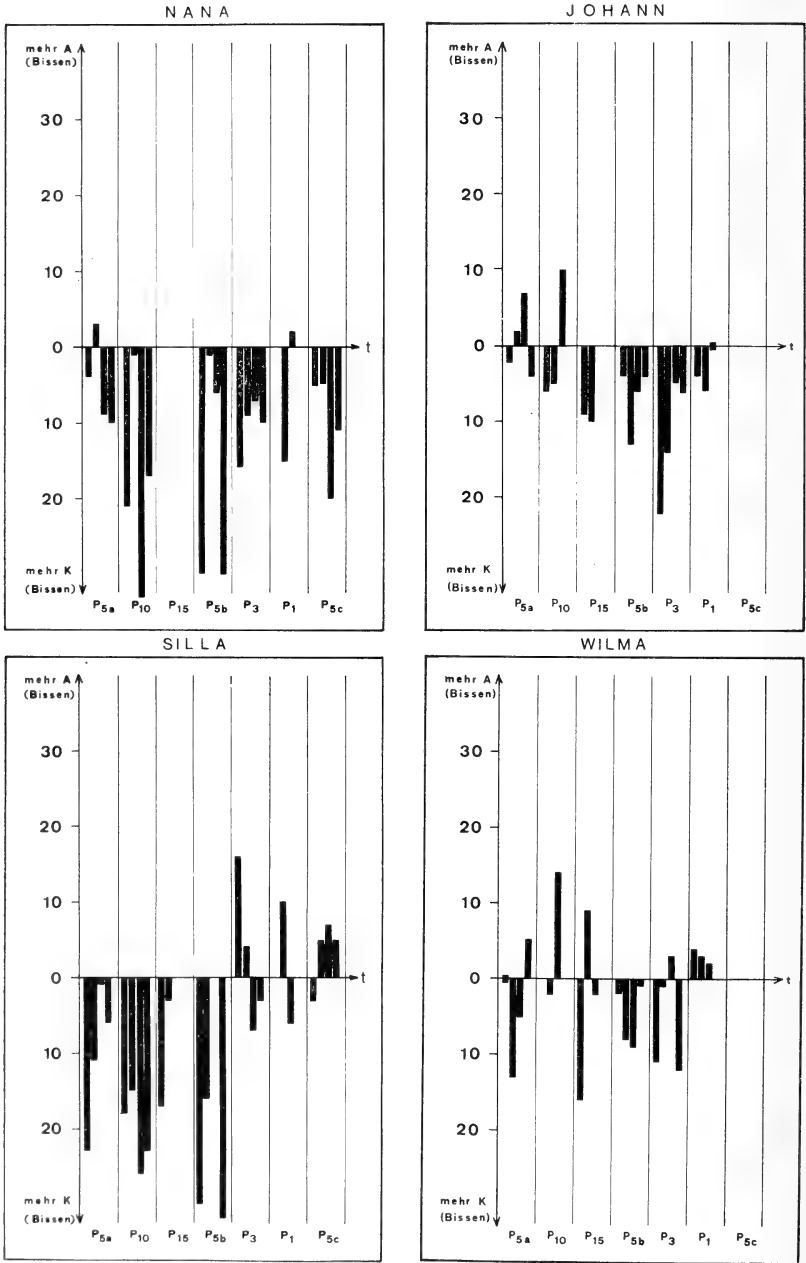 NANA
mehr A
(Bissen)
30
20
10
0
t
10
20
mehr K
(Bissen)
P5a P10 P15 P5b P3 P1 P5c
JOHANN
mehr A
(Bissen)
30
20
10
0
t
10
20
mehr K
(Bissen)
P5a P10 P15 P5b P3 P1 P5c
SILLA
mehr A
(Bissen)
30
20
10
0
t
10
20
mehr K
(Bissen)
P5a P10 P15 P5b P3 P1 P5c
WILMA
mehr A
(Bissen)
30
20
10
0
t
10
20
mehr K
(Bissen)
P5a P10 P15 P5b P3 P1 P5c